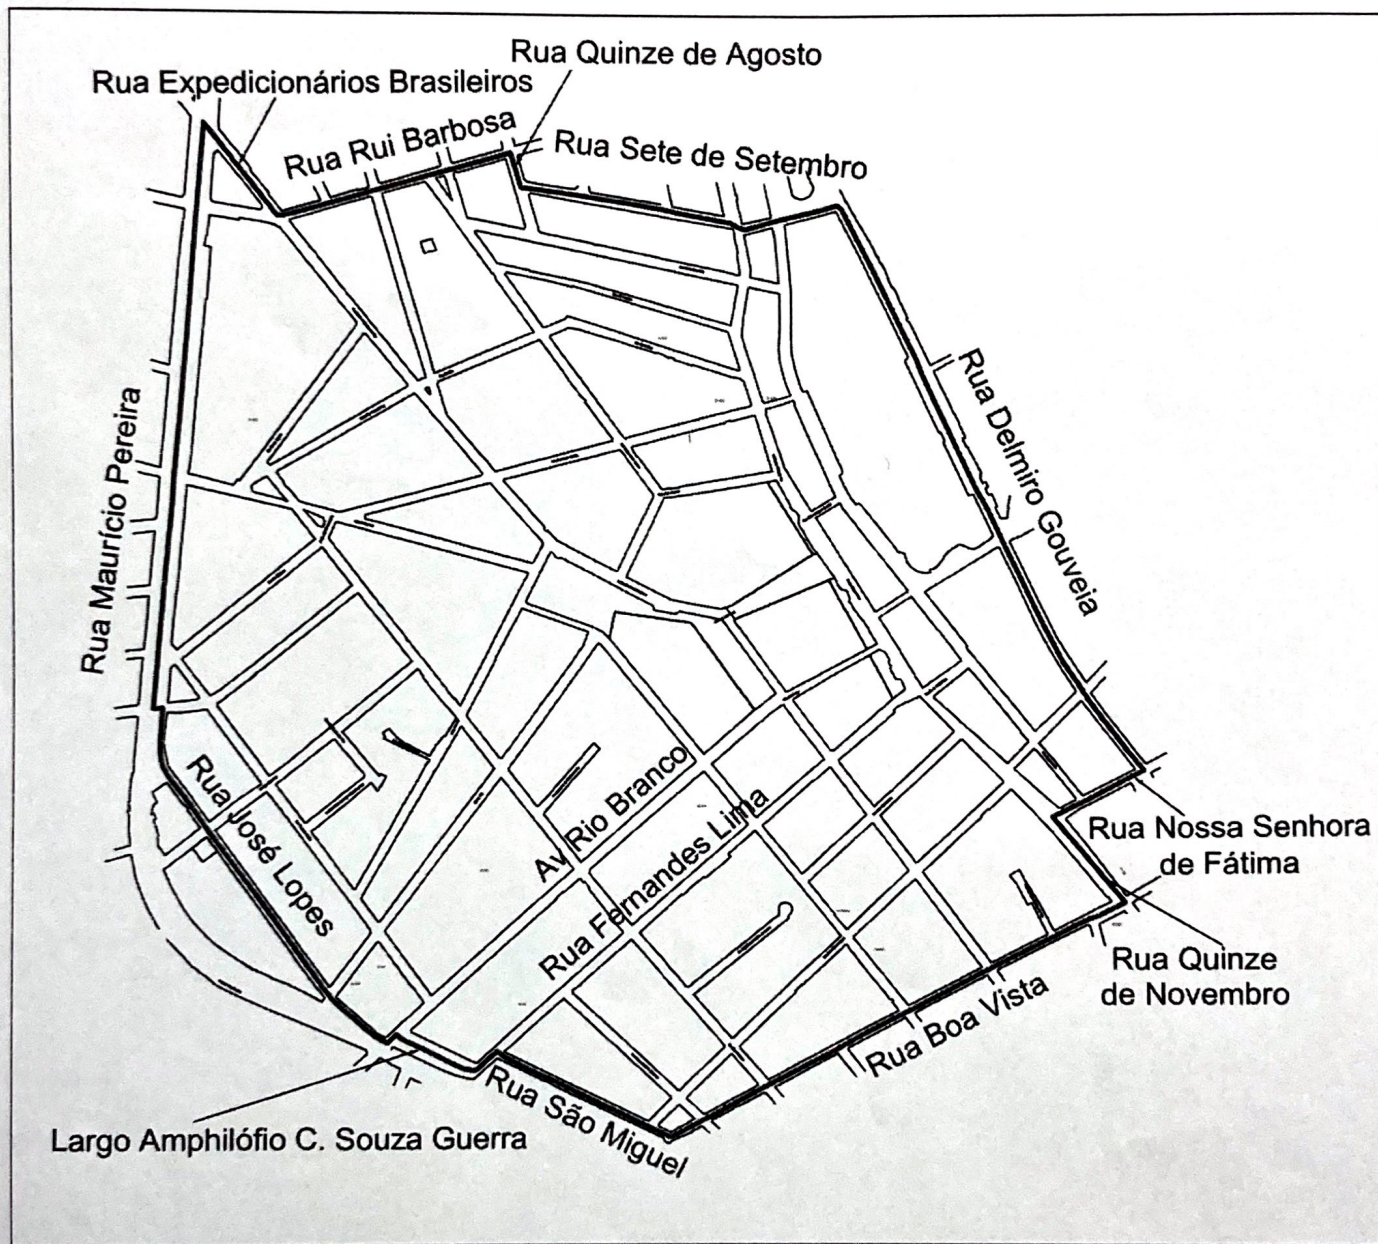 Rua Quinze de Agosto
Rua Expedicionários Brasileiros
Rua Rui Barbosa
Rua Sete de Setembro
Rua Delmiro Gouveia
Rua Maurício Pereira
Rua José Lopes
Av Rio Branco
Rua Fernandes Lima
Rua Nossa Senhora
de Fátima
Rua Quinze
de Novembro
Rua Boa Vista
Rua São Miguel
Largo Amphilófio C. Souza Guerra